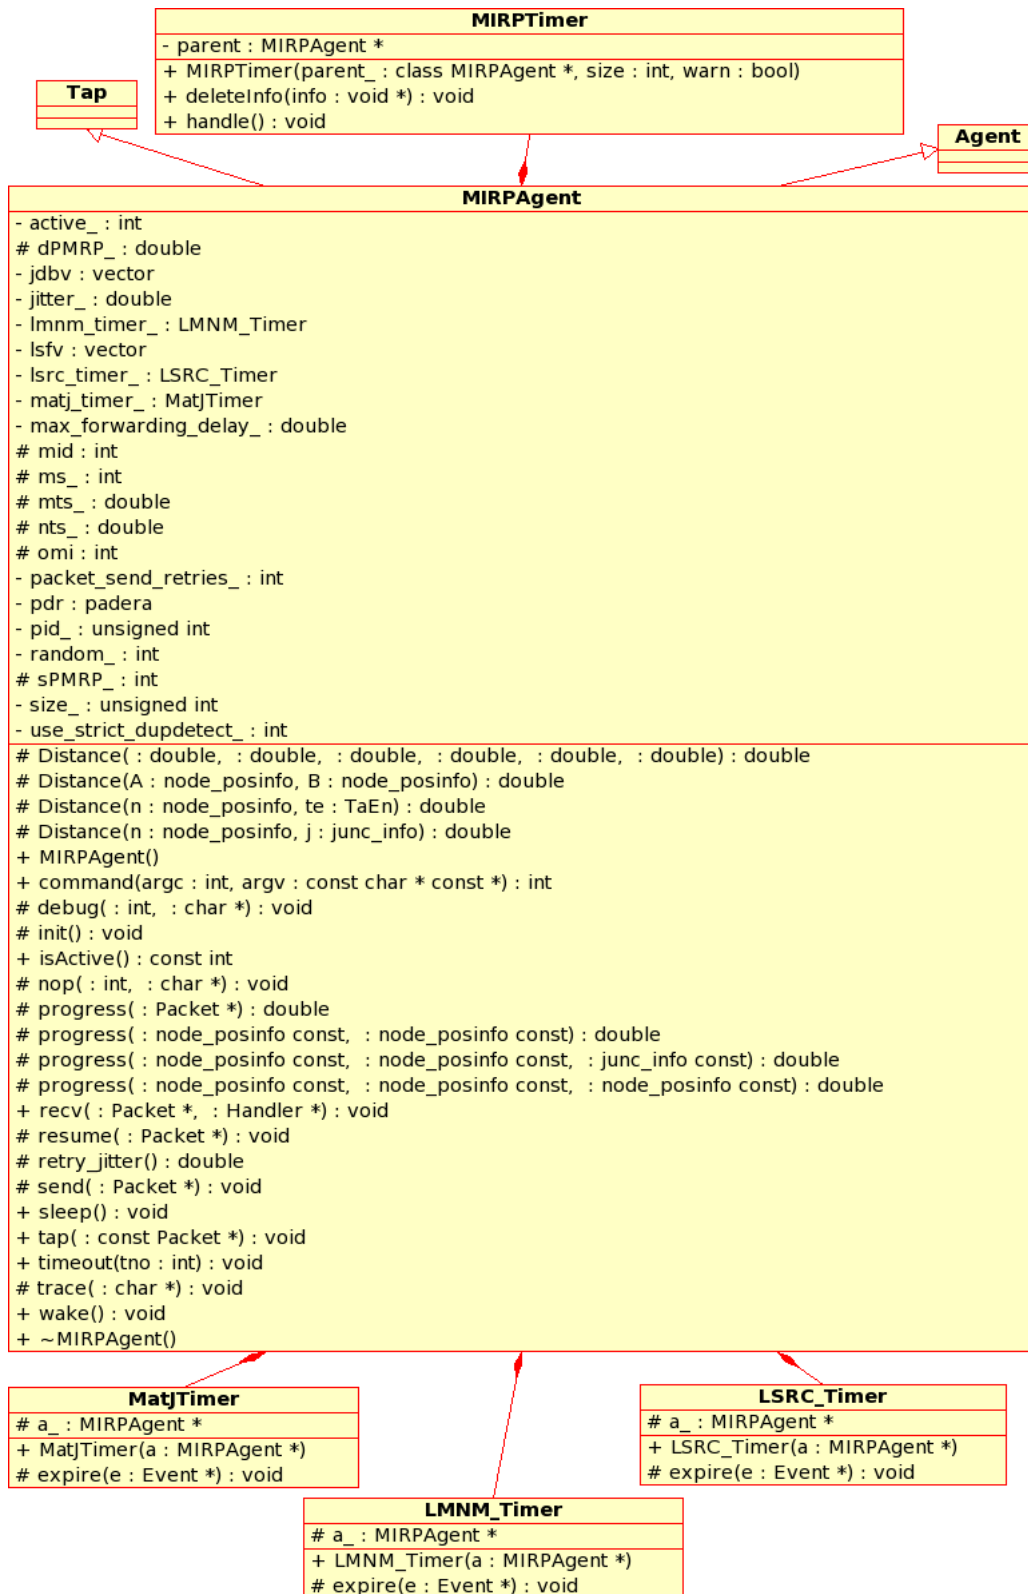 MIRPTimer
- parent : MIRPAgent *
+ MIRPTimer(parent_ : class MIRPAgent *, size : int, warn : bool)
+ deleteInfo(info : void *) : void
+ handle() : void
Tap
Agent
MIRPAgent
- active_ : int
# dPMRP_ : double
- jdbv : vector
- jitter_ : double
- lmnm_timer_ : LMNM_Timer
- lsfv : vector
- lsrc_timer_ : LSRC_Timer
- matj_timer_ : MatJTimer
- max_forwarding_delay_ : double
# mid : int
# ms_ : int
# mts_ : double
# nts_ : double
# omi : int
- packet_send_retries_ : int
- pdr : padera
- pid_ : unsigned int
- random_ : int
# sPMRP_ : int
- size_ : unsigned int
- use_strict_dupdetect_ : int
# Distance( : double,  : double,  : double,  : double,  : double,  : double) : double
# Distance(A : node_posinfo, B : node_posinfo) : double
# Distance(n : node_posinfo, te : TaEn) : double
# Distance(n : node_posinfo, j : junc_info) : double
+ MIRPAgent()
+ command(argc : int, argv : const char * const *) : int
# debug( : int,  : char *) : void
# init() : void
+ isActive() : const int
# nop( : int,  : char *) : void
# progress( : Packet *) : double
# progress( : node_posinfo const,  : node_posinfo const) : double
# progress( : node_posinfo const,  : node_posinfo const,  : junc_info const) : double
# progress( : node_posinfo const,  : node_posinfo const,  : node_posinfo const) : double
+ recv( : Packet *,  : Handler *) : void
# resume( : Packet *) : void
# retry_jitter() : double
# send( : Packet *) : void
+ sleep() : void
+ tap( : const Packet *) : void
+ timeout(tno : int) : void
# trace( : char *) : void
+ wake() : void
+ ~MIRPAgent()
MatJTimer
# a_ : MIRPAgent *
+ MatJTimer(a : MIRPAgent *)
# expire(e : Event *) : void
LSRC_Timer
# a_ : MIRPAgent *
+ LSRC_Timer(a : MIRPAgent *)
# expire(e : Event *) : void
LMNM_Timer
# a_ : MIRPAgent *
+ LMNM_Timer(a : MIRPAgent *)
# expire(e : Event *) : void